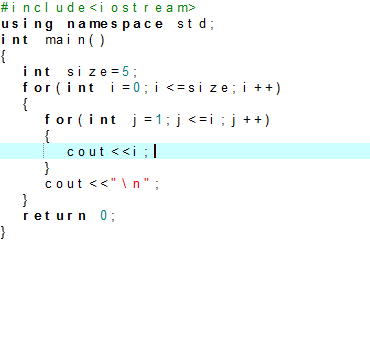 #include<iostream>
using namespace std;
int main()
{
int size=5;
for(int i=0;i<=size;i++)
{
for(int j=1;j<=i;j++)
{
cout<<i;
}
cout<<"\n";
}
return 0;
}